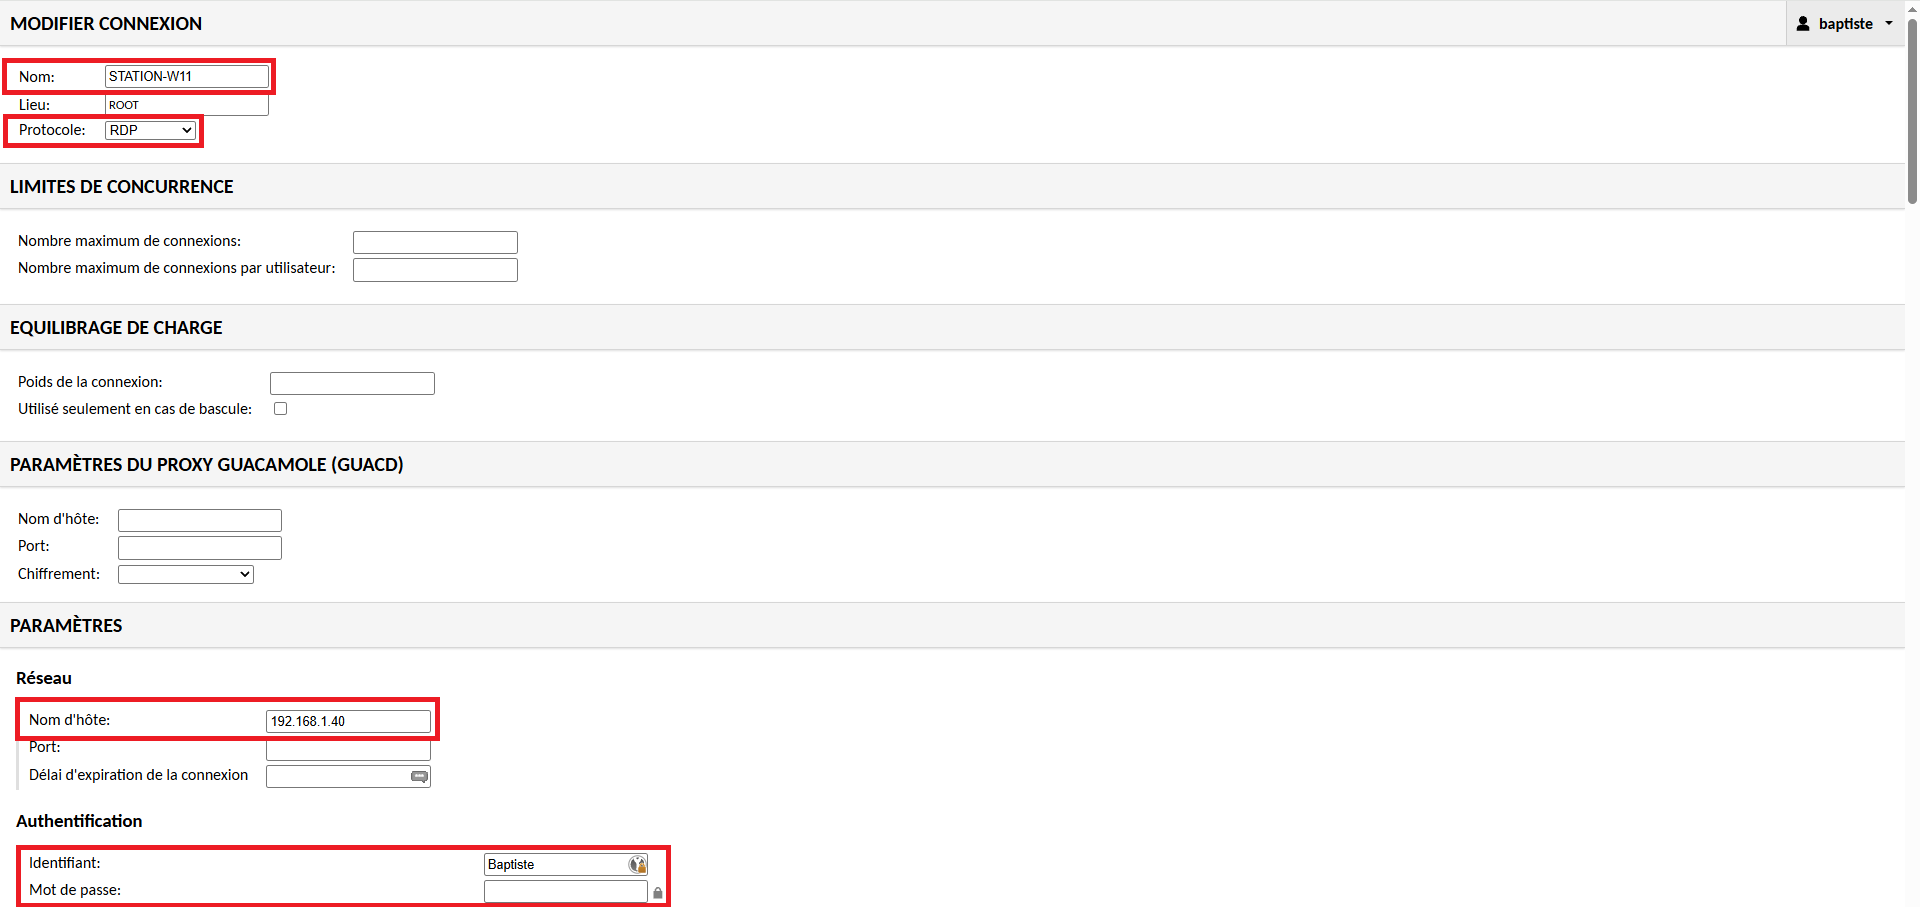 MODIFIER CONNEXION
baptiste
Nom: STATION-W11
Lieu: ROOT
Protocole: RDP
LIMITES DE CONCURRENCE
Nombre maximum de connexions:
Nombre maximum de connexions par utilisateur:
EQUILIBRAGE DE CHARGE
Poids de la connexion:
Utilisé seulement en cas de bascule:
PARAMÈTRES DU PROXY GUACAMOLE (GUACD)
Nom d'hôte:
Port:
Chiffrement:
PARAMÈTRES
Réseau
Nom d'hôte: 192.168.1.40
Port:
Délai d'expiration de la connexion
Authentification
Identifiant: Baptiste
Mot de passe: